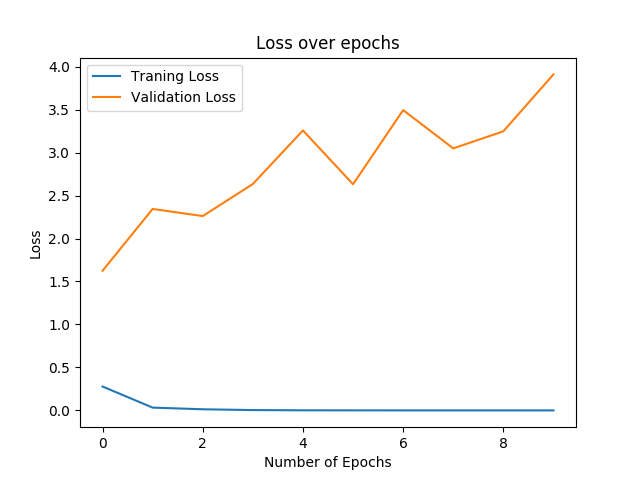 Loss over epochs
Traning Loss
Validation Loss
4.0
3.5
3.0
2.5
2.0
1.5
1.0
0.5
0.0
Loss
0 2 4 6 8
Number of Epochs